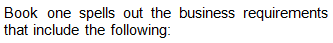 Book one spells out the business requirements
that include the following: